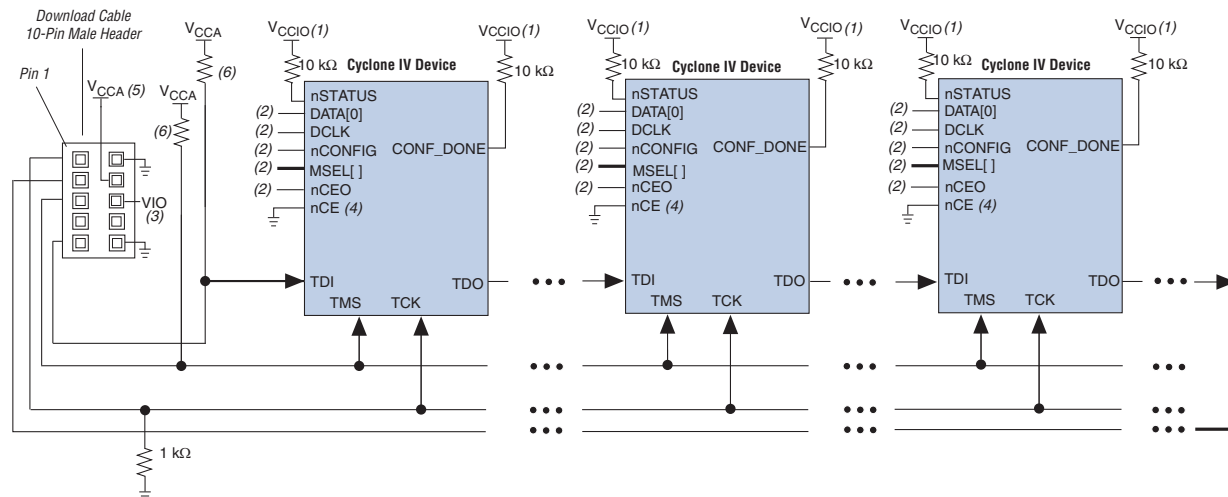 Download Cable
10-Pin Male Header
Pin 1
VCCA (5)
VCCA
(6)
VCCA
(6)
VIO
(3)
1 kΩ
VCCIO (1)
10 kΩ
VCCIO (1)
10 kΩ
Cyclone IV Device
nSTATUS
(2) DATA[0]
(2) DCLK
(2) nCONFIG
CONF_DONE
(2) MSEL[ ]
(2) nCEO
nCE (4)
TDI
TDO
TMS TCK
VCCIO (1)
10 kΩ
VCCIO (1)
10 kΩ
Cyclone IV Device
nSTATUS
(2) DATA[0]
(2) DCLK
(2) nCONFIG
CONF_DONE
(2) MSEL[ ]
(2) nCEO
nCE (4)
TDI
TDO
TMS TCK
VCCIO (1)
10 kΩ
VCCIO (1)
10 kΩ
Cyclone IV Device
nSTATUS
(2) DATA[0]
(2) DCLK
(2) nCONFIG
CONF_DONE
(2) MSEL[ ]
(2) nCEO
nCE (4)
TDI
TDO
TMS TCK